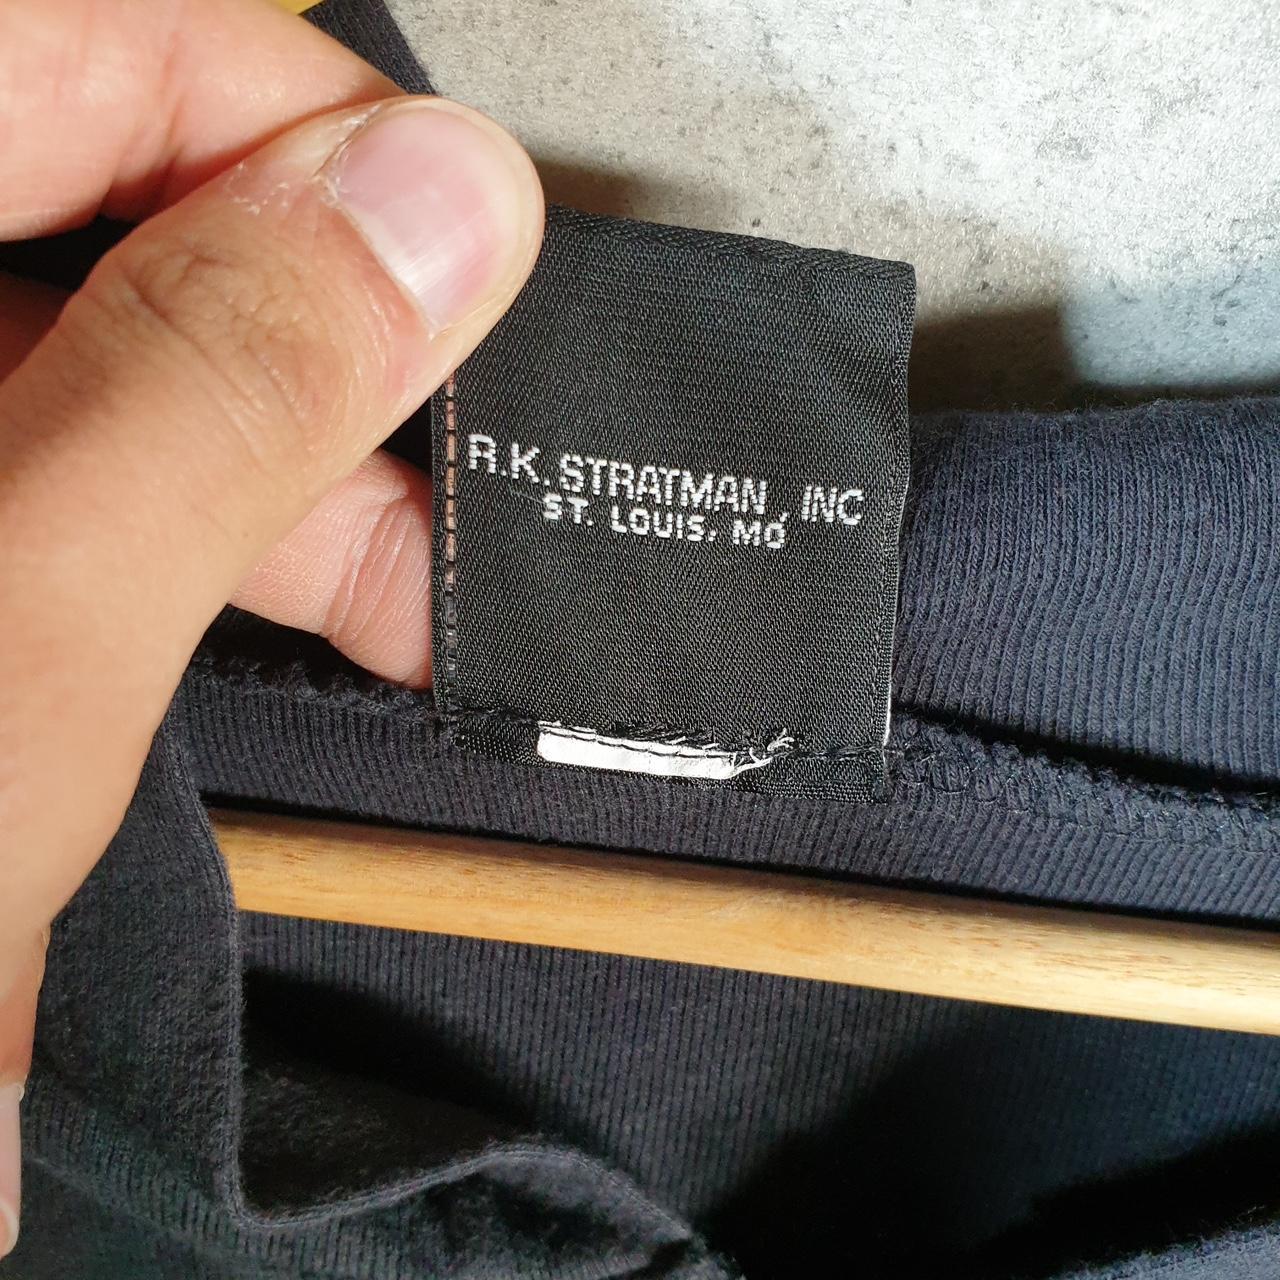 R.K. STRATMAN, INC
ST. LOUIS, MO